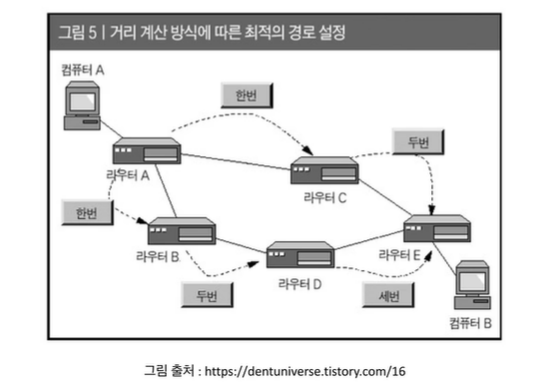 그림 5 | 거리 계산 방식에 따른 최적의 경로 설정
컴퓨터 A
한번
두번
라우터 A
라우터 C
한번
라우터 B
라우터 E
두번
라우터 D
세번
컴퓨터 B
그림 출처 : https://dentuniverse.tistory.com/16